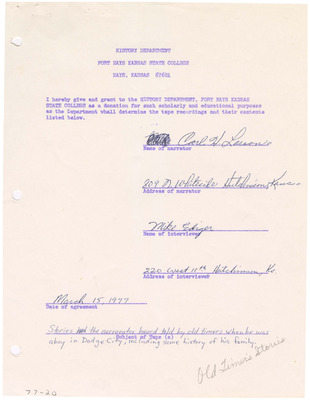 HISTORY DEPARTMENT
FORT HAYS KANSAS STATE COLLEGE
HAYS, KANSAS 67601
I hereby give and grant to the HISTORY DEPARTMENT, FORT HAYS KANSAS
STATE COLLEGE as a donation for such scholarly and educational purposes
as the Department shall determine the tape recordings and their contents
listed below.
Carl H.
Name of narrator
209 N. Whiteside Hutchinson, Kans
Address of narrator
Mike Ediger
Name of interviewer
520 West 11th Hutchinson, Ks.
Address of interviewer
March 15, 1977
Date of agreement
Stories the narrator heard told by old timers when he was
Subject of Tape (s)
a boy in Dodge City, including some history of his family.
Old Timers Stories
77-20